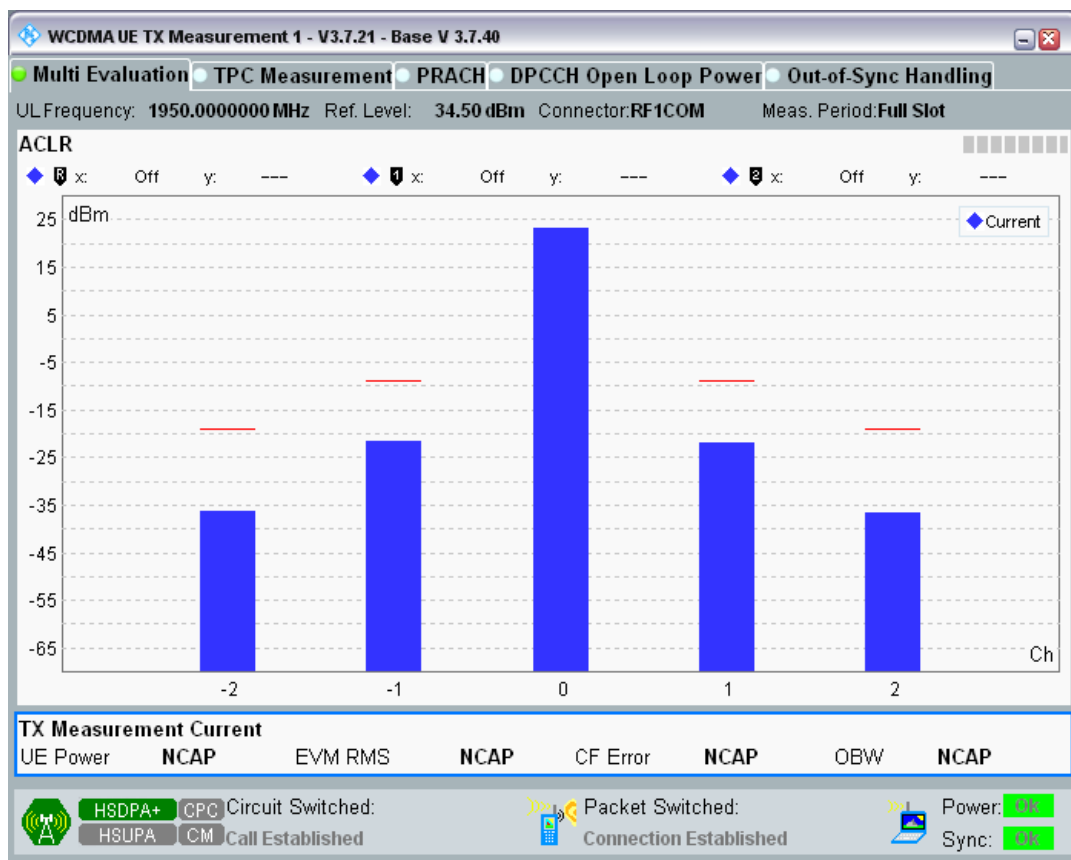 WCDMA UE TX Measurement 1 - V3.7.21 - Base V 3.7.40
Multi Evaluation TPC Measurement PRACH DPCCH Open Loop Power Out-of-Sync Handling
UL Frequency: 1950.0000000 MHz Ref. Level: 34.50 dBm Connector:RF1COM Meas. Period:Full Slot
ACLR
R x: Off y: --- 1 x: Off y: --- 2 x: Off y: ---
dBm
Current
25
15
5
-5
-15
-25
-35
-45
-55
-65
Ch
-2 -1 0 1 2
TX Measurement Current
UE Power NCAP EVM RMS NCAP CF Error NCAP OBW NCAP
HSDPA+ CPC Circuit Switched: Packet Switched: Power: OK
HSUPA CM Call Established Connection Established Sync: OK